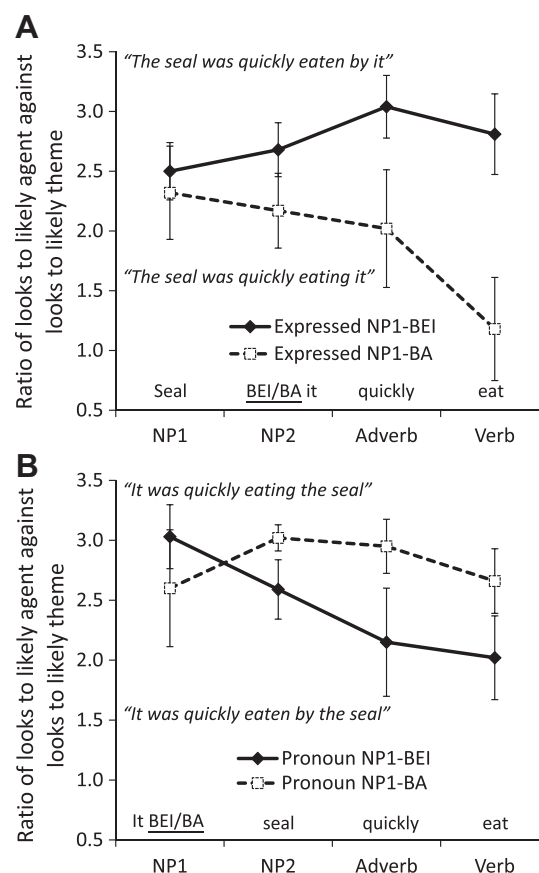 A
Ratio of looks to likely agent against
looks to likely theme
3.5
3.0
2.5
2.0
1.5
1.0
0.5
“The seal was quickly eaten by it”
“The seal was quickly eating it”
Expressed NP1-BEI
Expressed NP1-BA
Seal BEI/BA it quickly eat
NP1 NP2 Adverb Verb
B
Ratio of looks to likely agent against
looks to likely theme
3.5
3.0
2.5
2.0
1.5
1.0
0.5
“It was quickly eating the seal”
“It was quickly eaten by the seal”
Pronoun NP1-BEI
Pronoun NP1-BA
It BEI/BA seal quickly eat
NP1 NP2 Adverb Verb